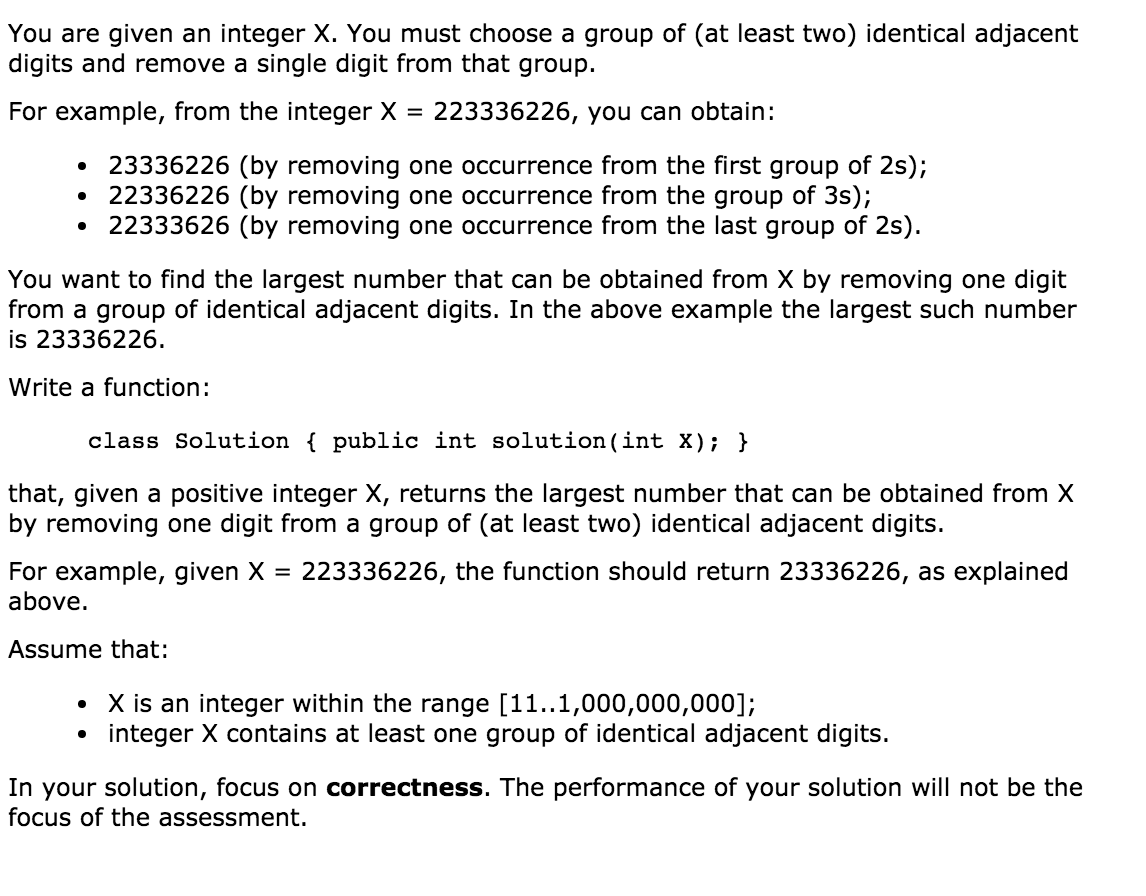 You are given an integer X. You must choose a group of (at least two) identical adjacent
digits and remove a single digit from that group.
For example, from the integer X = 223336226, you can obtain:
• 23336226 (by removing one occurrence from the first group of 2s);
• 22336226 (by removing one occurrence from the group of 3s);
• 22333626 (by removing one occurrence from the last group of 2s).
You want to find the largest number that can be obtained from X by removing one digit
from a group of identical adjacent digits. In the above example the largest such number
is 23336226.
Write a function:
class Solution { public int solution(int X); }
that, given a positive integer X, returns the largest number that can be obtained from X
by removing one digit from a group of (at least two) identical adjacent digits.
For example, given X = 223336226, the function should return 23336226, as explained
above.
Assume that:
• X is an integer within the range [11..1,000,000,000];
• integer X contains at least one group of identical adjacent digits.
In your solution, focus on correctness. The performance of your solution will not be the
focus of the assessment.